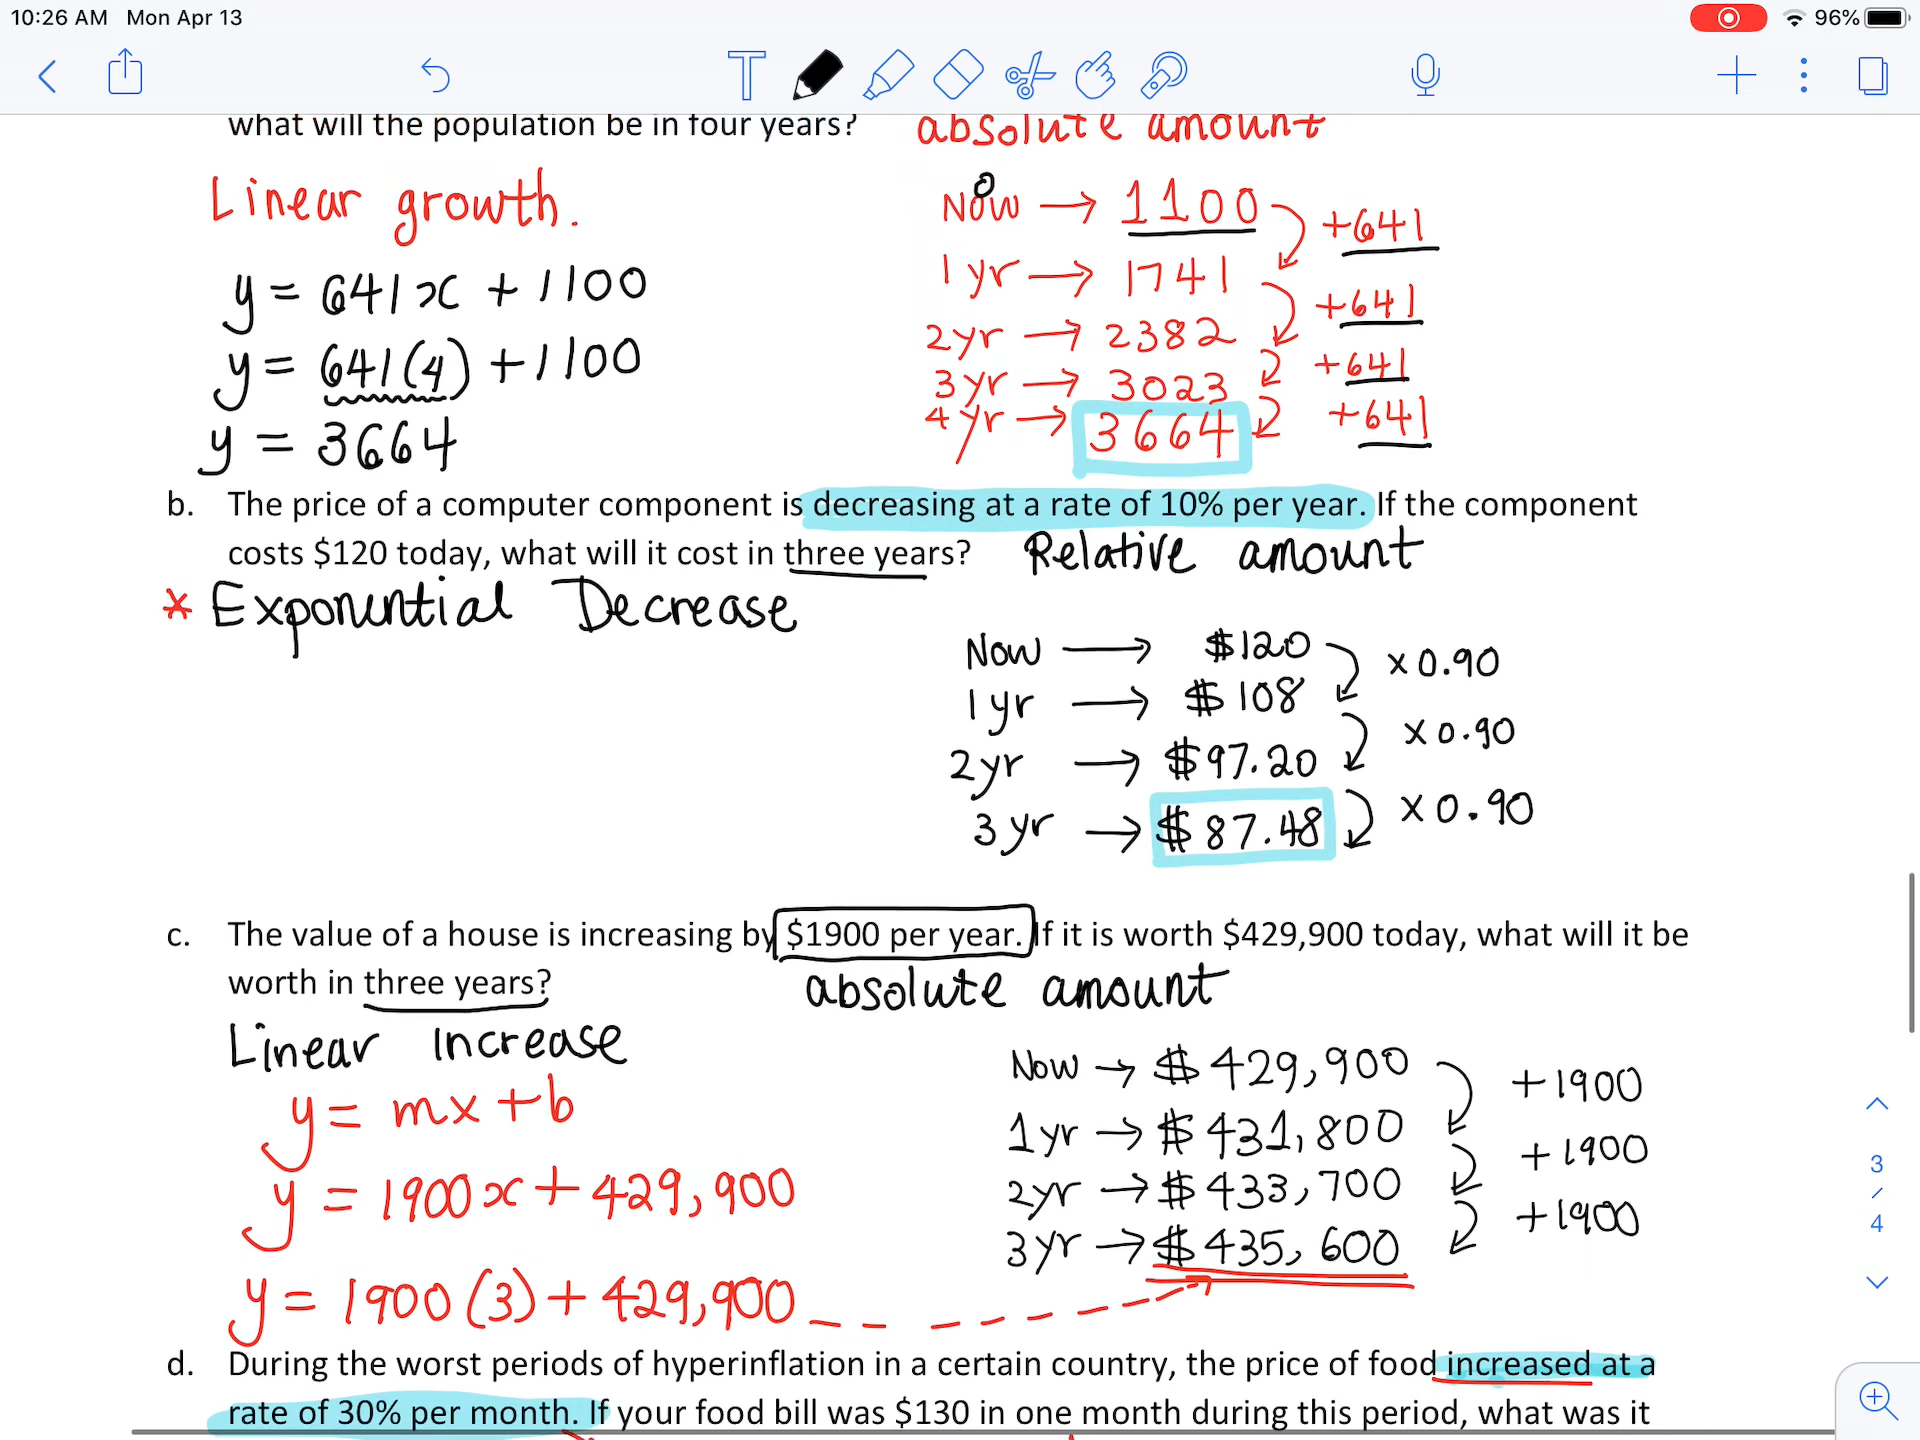 10:26 AM Mon Apr 13
96%
T
what will the population be in four years?
absolute amount
Linear growth.
y = 641x + 1100
y = 641(4) + 1100
y = 3664
0
Now → 1100
+641
1 yr → 1741
+641
2yr → 2382
+641
3yr → 3023
+641
4yr → 3664
b. The price of a computer component is decreasing at a rate of 10% per year. If the component
costs $120 today, what will it cost in three years?
Relative amount
* Exponential Decrease
Now → $120
x 0.90
1yr → $108
x 0.90
2yr → $97.20
x 0.90
3yr → $87.48
c. The value of a house is increasing by $1900 per year. If it is worth $429,900 today, what will it be
worth in three years?
absolute amount
Linear increase
y = mx + b
y = 1900x + 429,900
y = 1900(3) + 429,900
Now → $429,900
+1900
1yr → $431,800
+1900
2yr → $433,700
+1900
3yr → $435,600
3
/
4
d. During the worst periods of hyperinflation in a certain country, the price of food increased at a
rate of 30% per month. If your food bill was $130 in one month during this period, what was it